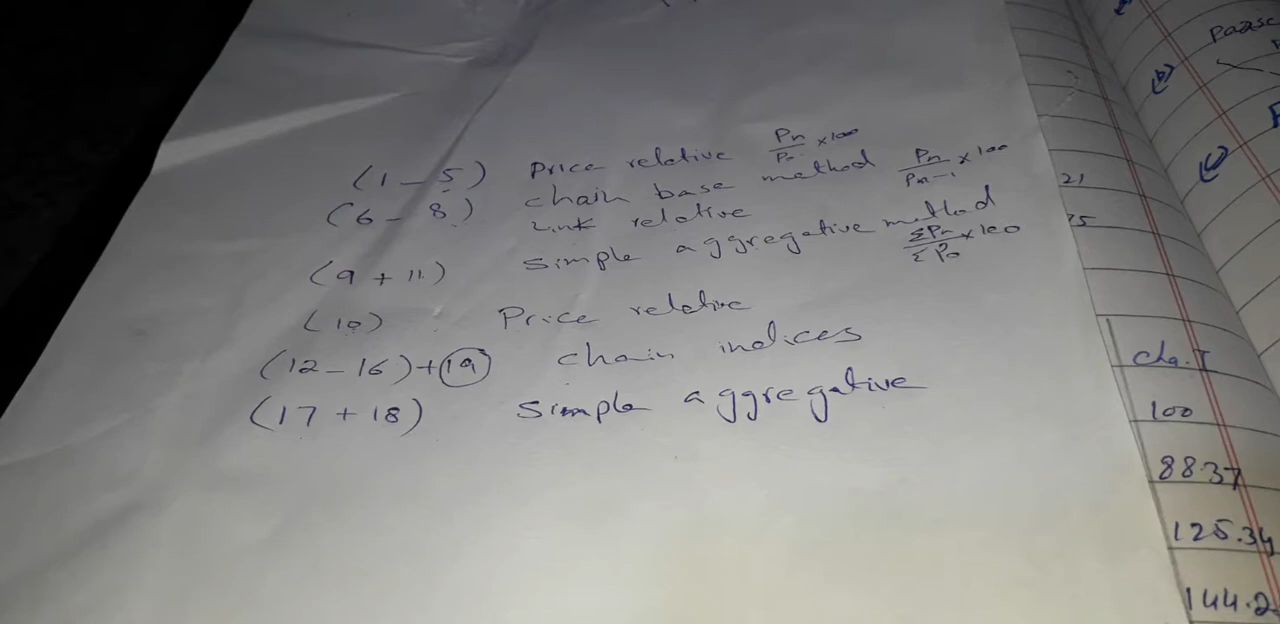 (1 - 5) Price relative Pn/Po × 100
(6 - 8) chain base method Pn/Pn-1 × 100
Link relative
(9 + 11) simple aggregative method ΣPn/ΣPo × 100
(10) Price relative
(12 - 16) + (19) chain indices
(17 + 18) simple aggregative
21
Cha.I
100
88.37
125.34
144.2